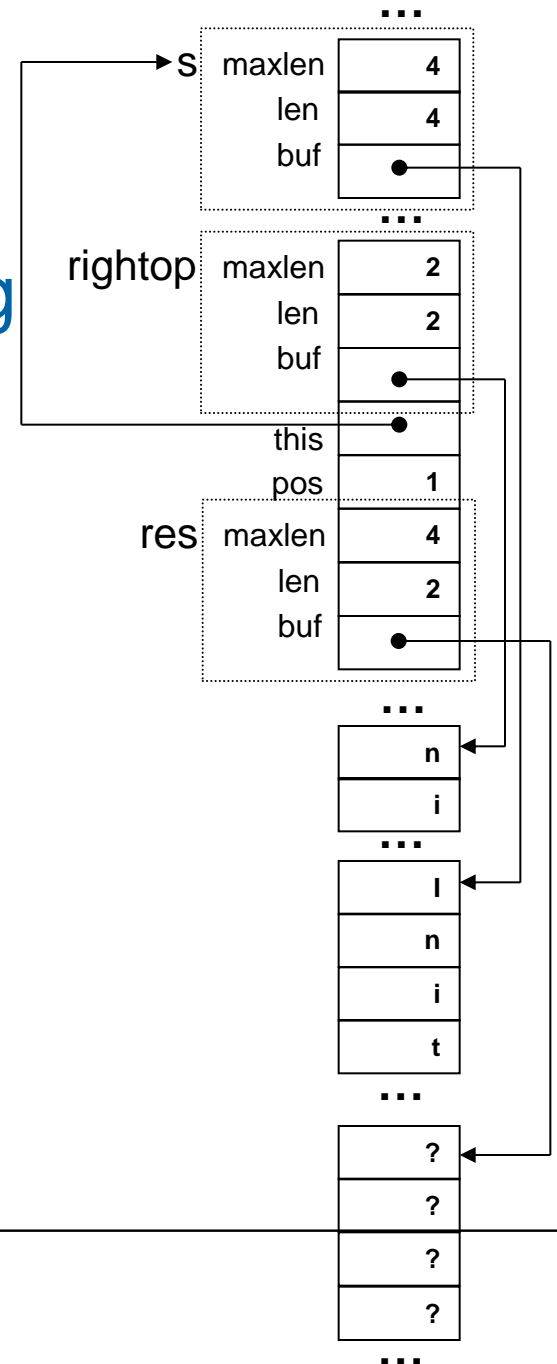 ...
s maxlen 4
len 4
buf
...
g
rightop maxlen 2
len 2
buf
this
pos 1
res maxlen 4
len 2
buf
...
n
i
...
I
n
i
t
...
?
?
?
?
...